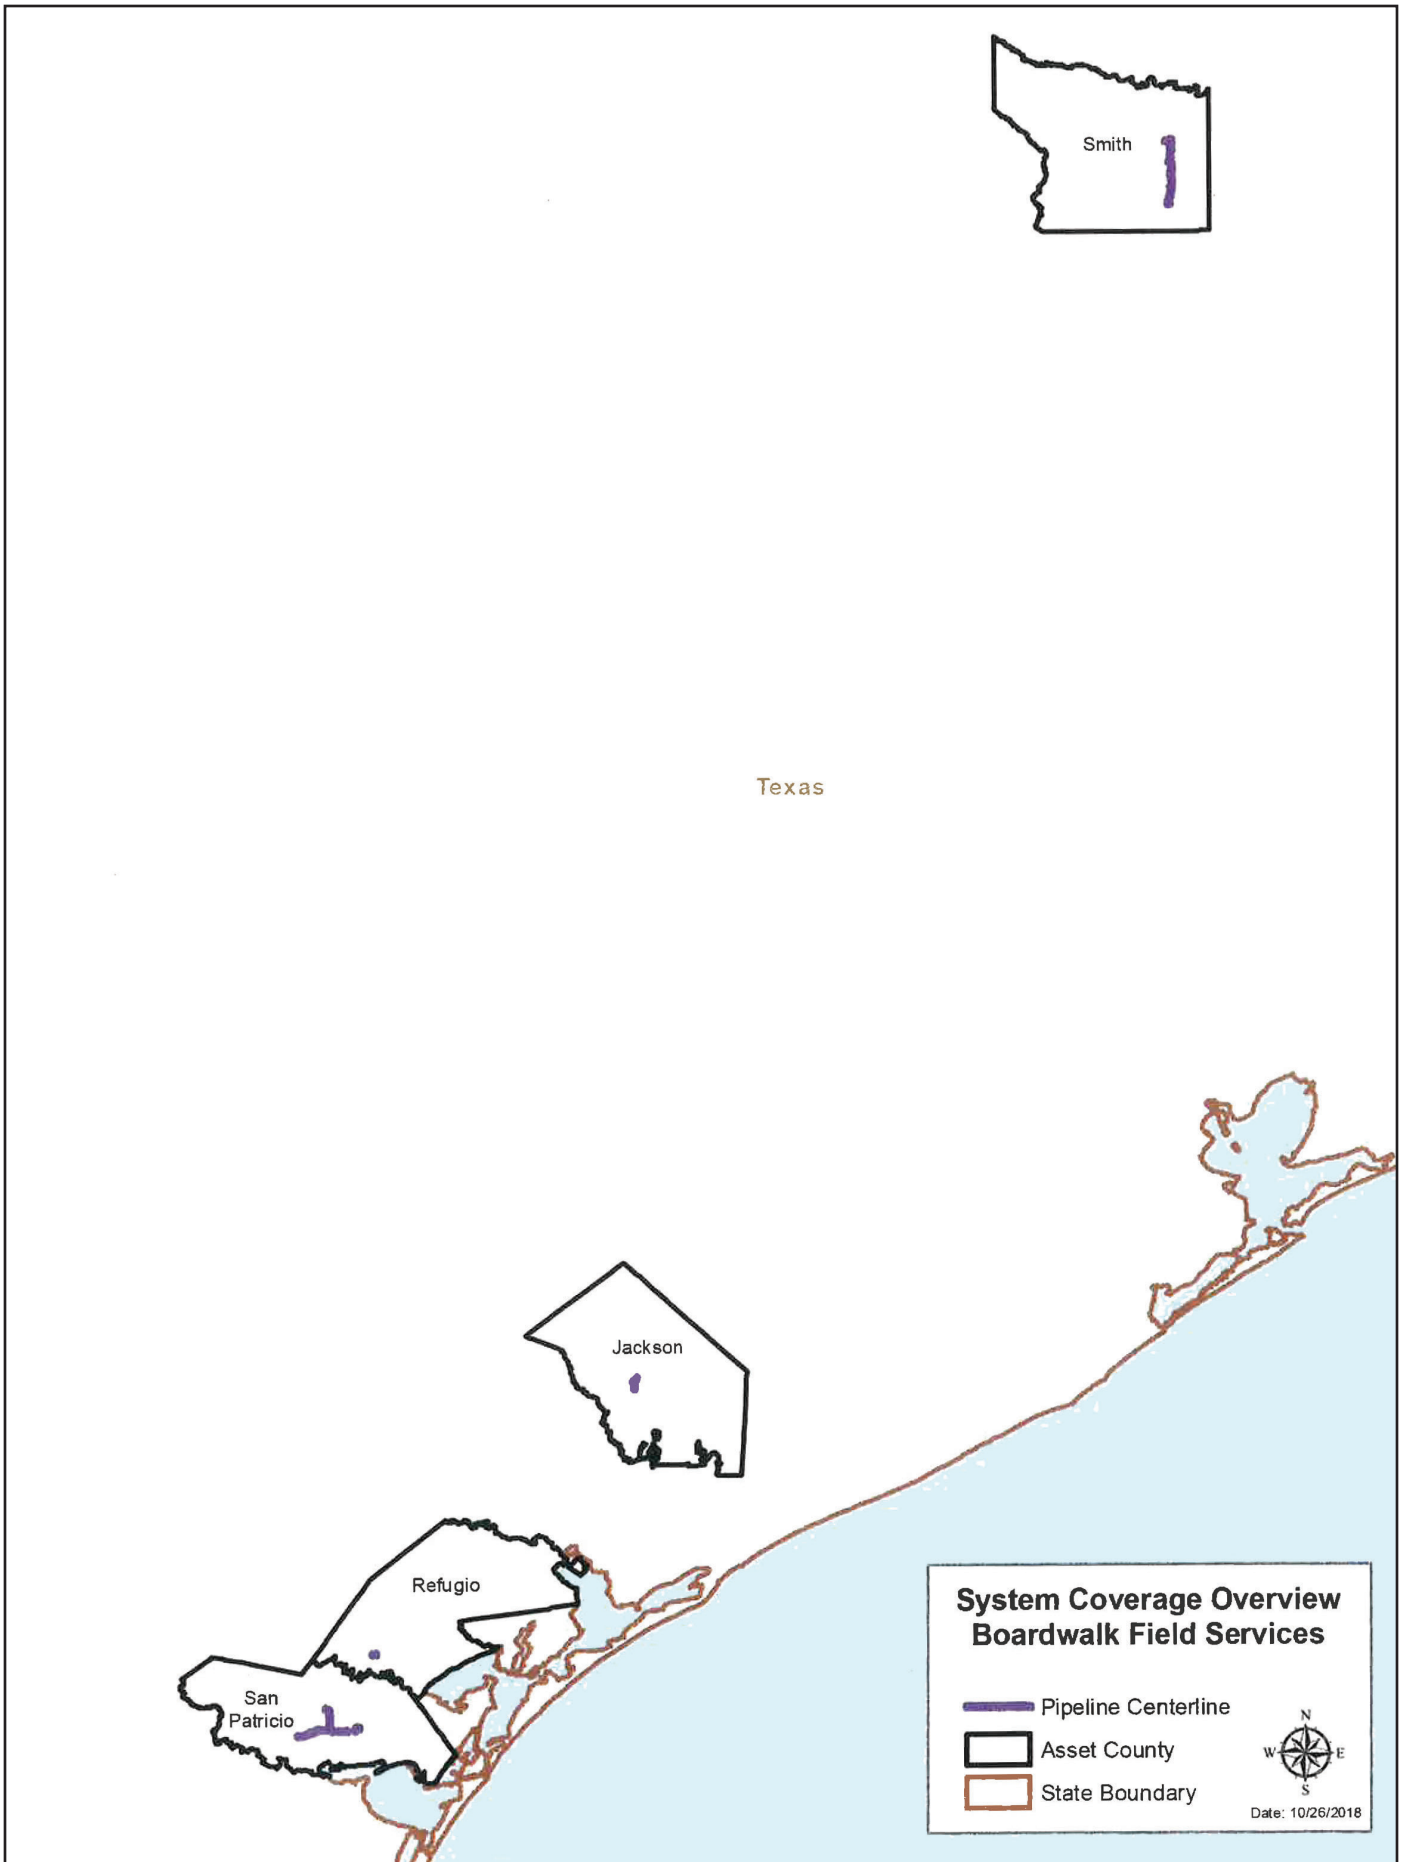 Smith
Texas
Jackson
Refugio
San
Patricio
System Coverage Overview
Boardwalk Field Services
Pipeline Centerline
Asset County
State Boundary
N
W
E
S
Date: 10/26/2018